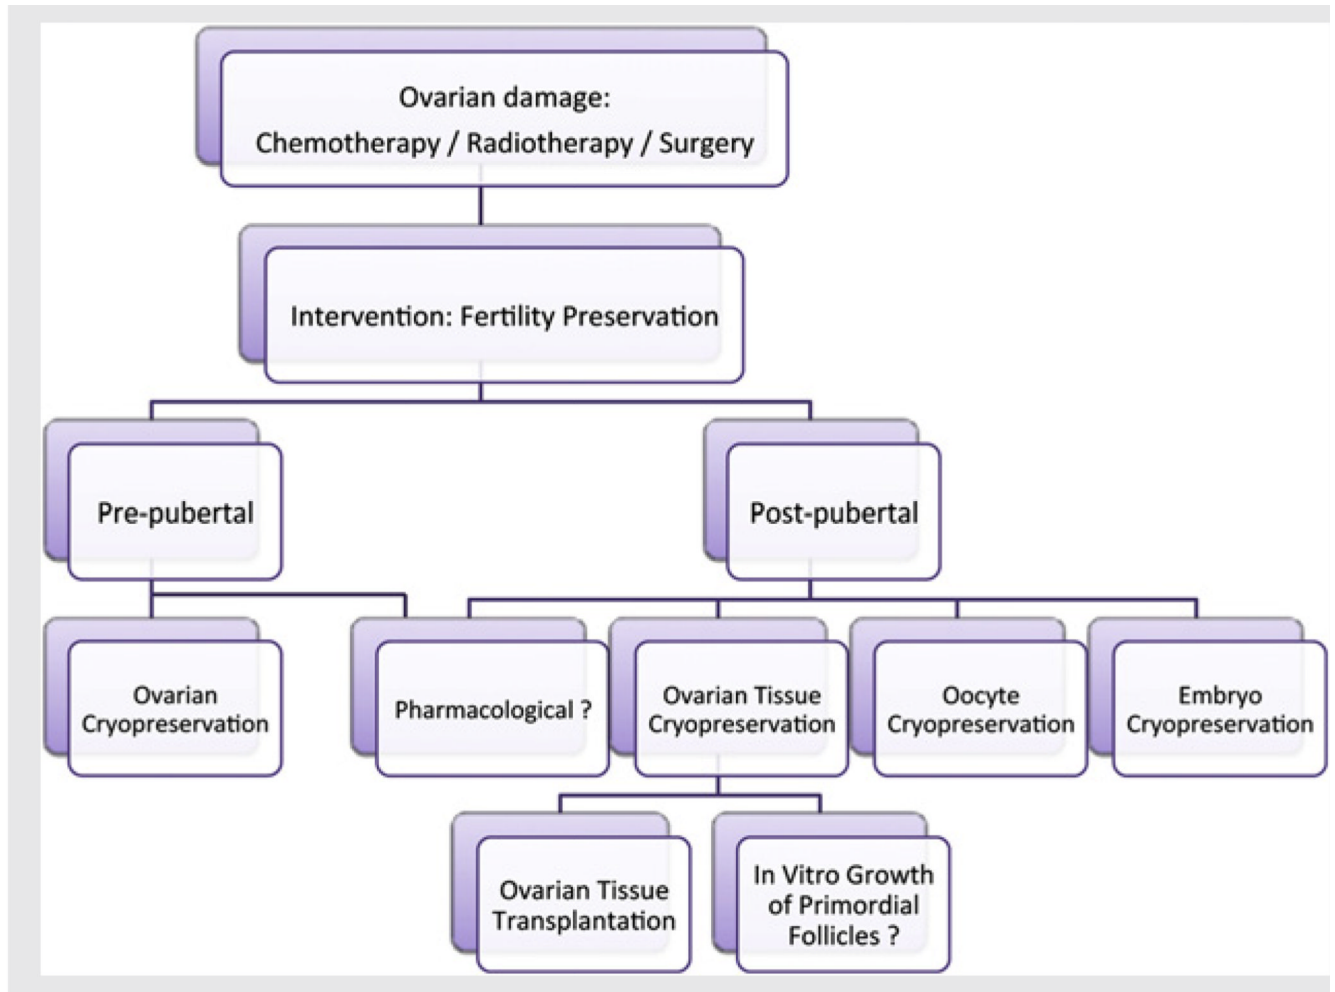 Ovarian damage:
Chemotherapy / Radiotherapy / Surgery
Intervention: Fertility Preservation
Pre-pubertal
Post-pubertal
Ovarian
Cryopreservation
Pharmacological ?
Ovarian Tissue
Cryopreservation
Oocyte
Cryopreservation
Embryo
Cryopreservation
Ovarian Tissue
Transplantation
In Vitro Growth
of Primordial
Follicles ?